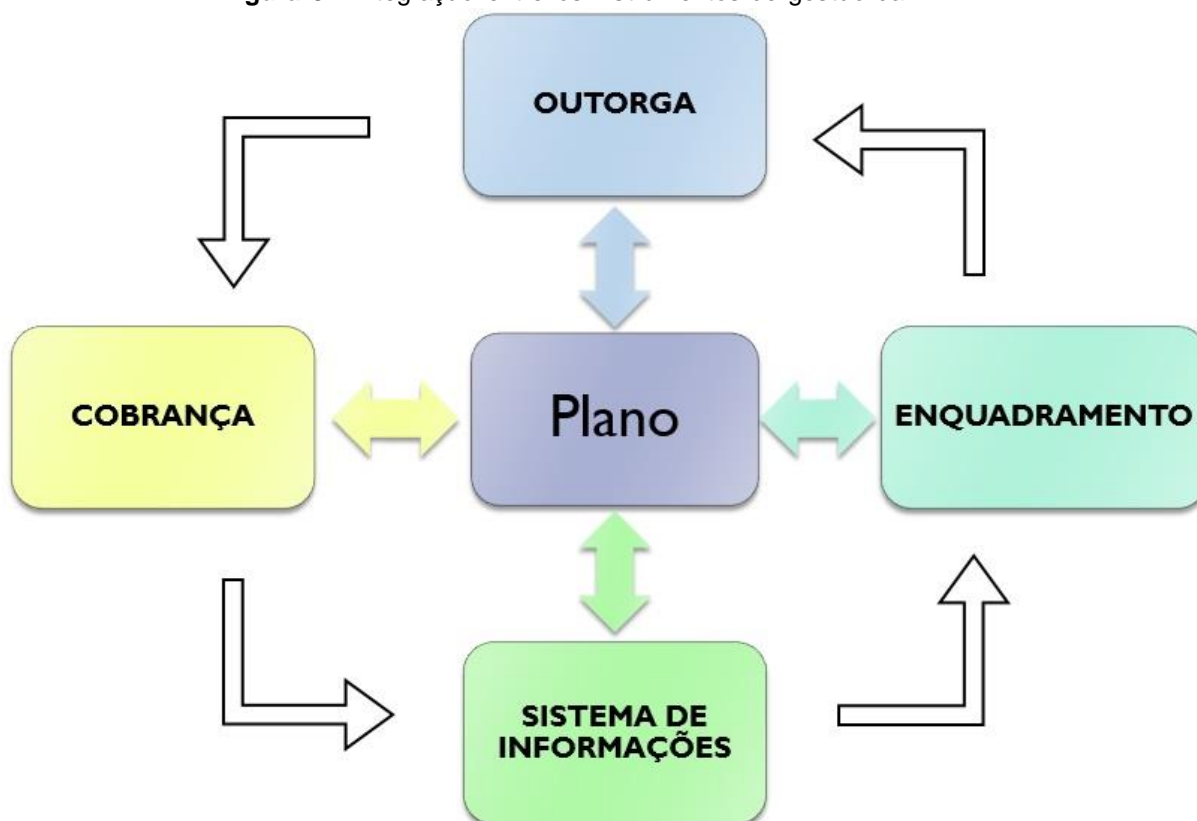 OUTORGA
COBRANÇA
Plano
ENQUADRAMENTO
SISTEMA DE
INFORMAÇÕES